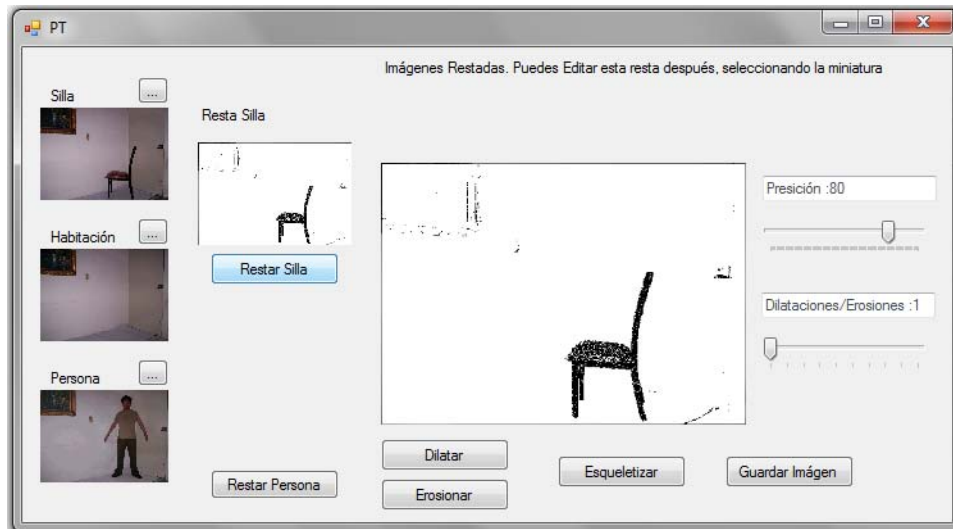 PT
Imágenes Restadas. Puedes Editar esta resta después, seleccionando la miniatura
Silla
...
Resta Silla
Presición :80
Habitación
...
Restar Silla
Dilataciones/Erosiones :1
Persona
...
Dilatar
Esqueletizar
Guardar Imágen
Restar Persona
Erosionar